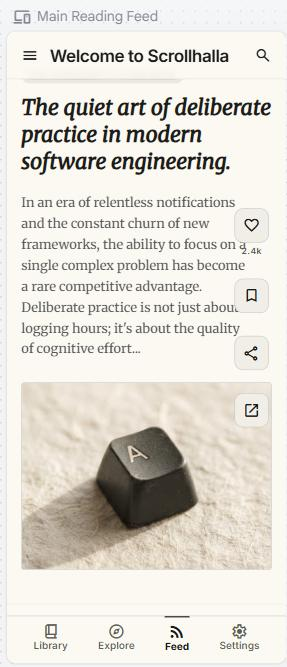 Main Reading Feed
Welcome to Scrollhalla
The quiet art of deliberate
practice in modern
software engineering.
In an era of relentless notifications
and the constant churn of new
frameworks, the ability to focus on a
2.4k
single complex problem has become
a rare competitive advantage.
Deliberate practice is not just about
logging hours; it's about the quality
of cognitive effort...
A
Library
Explore
Feed
Settings